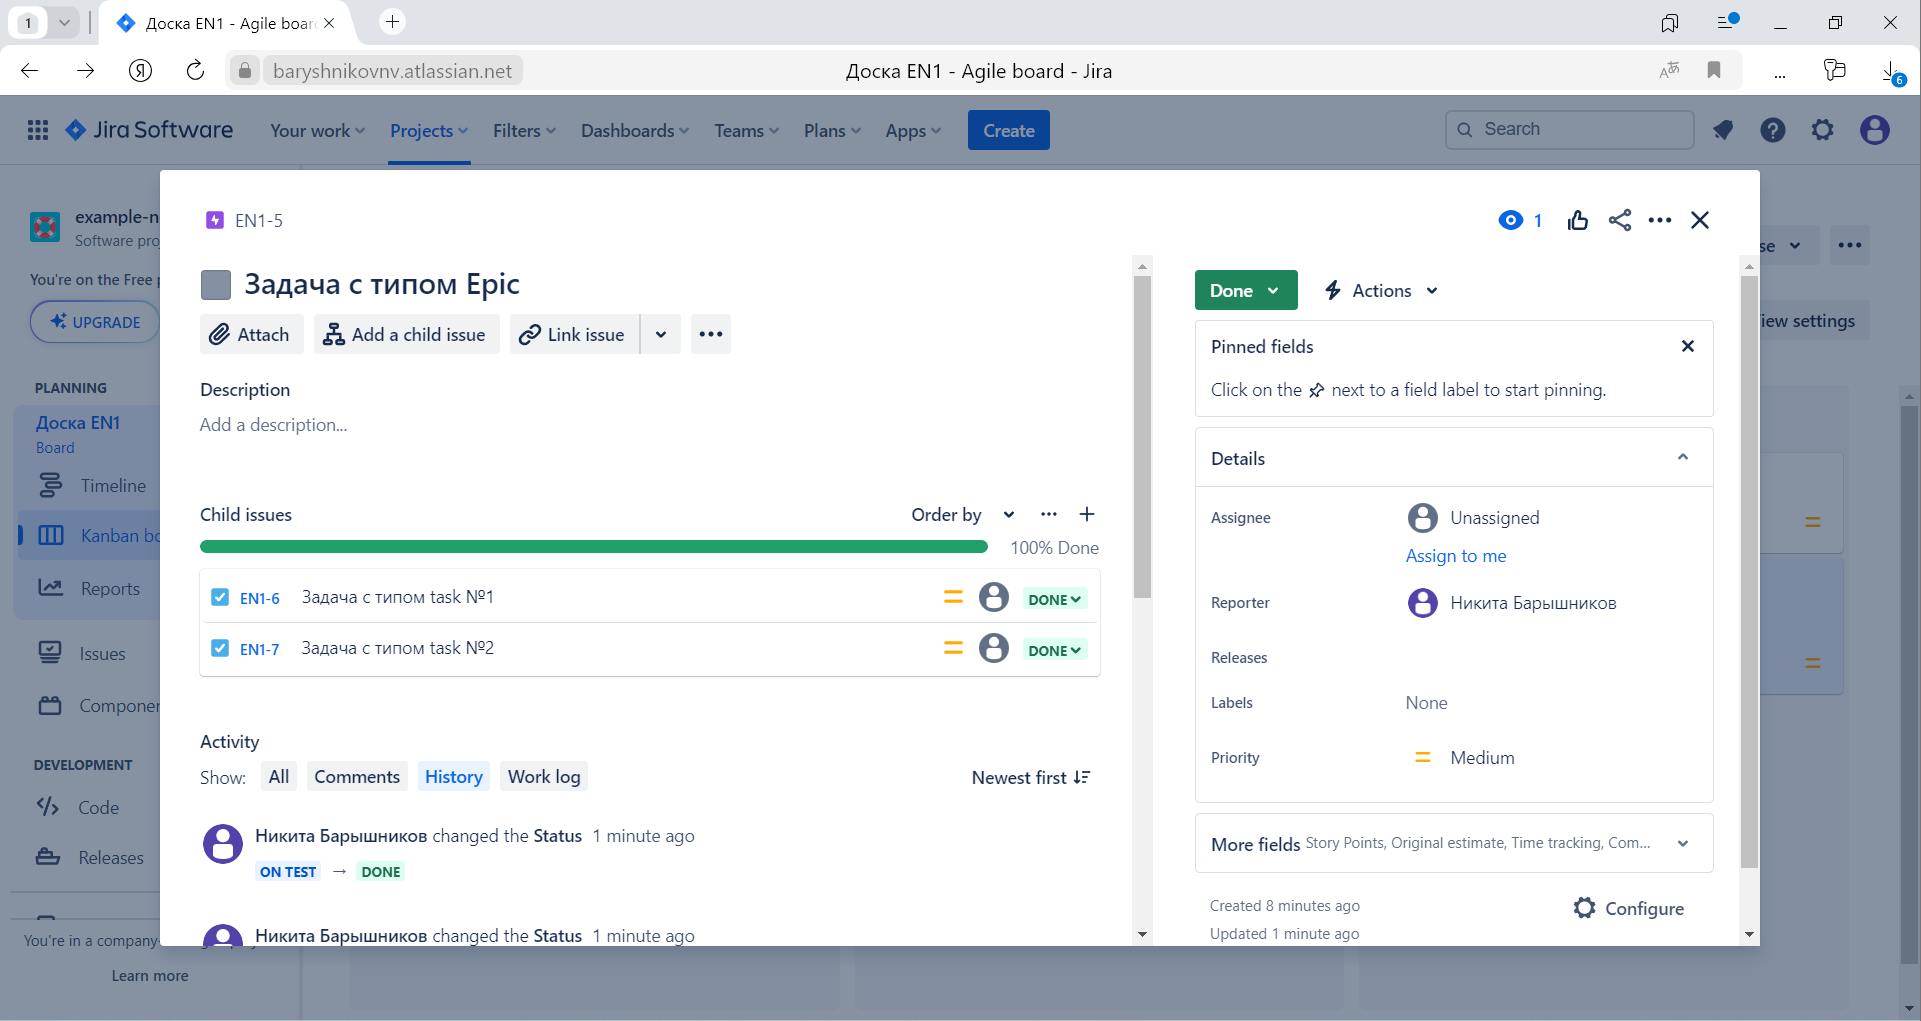 1
Доска EN1 - Agile boar
baryshnikovnv.atlassian.net
Доска EN1 - Agile board - Jira
6
Jira Software
Your work
Projects
Filters
Dashboards
Teams
Plans
Apps
Create
Search
example-n
Software proj
You're on the Free p
UPGRADE
PLANNING
Доска EN1
Board
Timeline
Kanban bo
Reports
Issues
Componen
DEVELOPMENT
Code
Releases
You're in a company-
Learn more
EN1-5
1
Задача с типом Epic
Attach
Add a child issue
Link issue
Description
Add a description...
Child issues
Order by
100% Done
EN1-6 Задача с типом task №1 DONE
EN1-7 Задача с типом task №2 DONE
Activity
Show: All Comments History Work log
Newest first
Никита Барышников changed the Status 1 minute ago
ON TEST → DONE
Никита Барышников changed the Status 1 minute ago
Done
Actions
Pinned fields
Click on the next to a field label to start pinning.
Details
Assignee Unassigned
Assign to me
Reporter Никита Барышников
Releases
Labels None
Priority Medium
More fields Story Points, Original estimate, Time tracking, Com...
Created 8 minutes ago
Configure
Updated 1 minute ago
se
iew settings